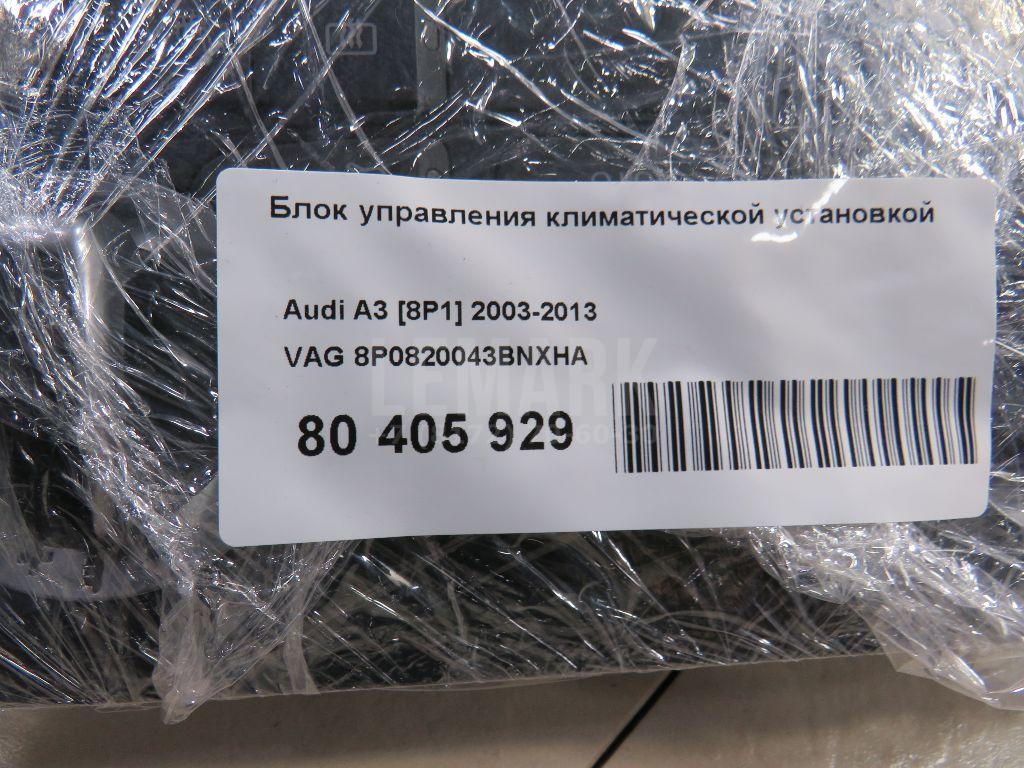 Блок управления климатической установкой
Audi A3 [8P1] 2003-2013
VAG 8P0820043BNXHA
LEMARK
80 405 929